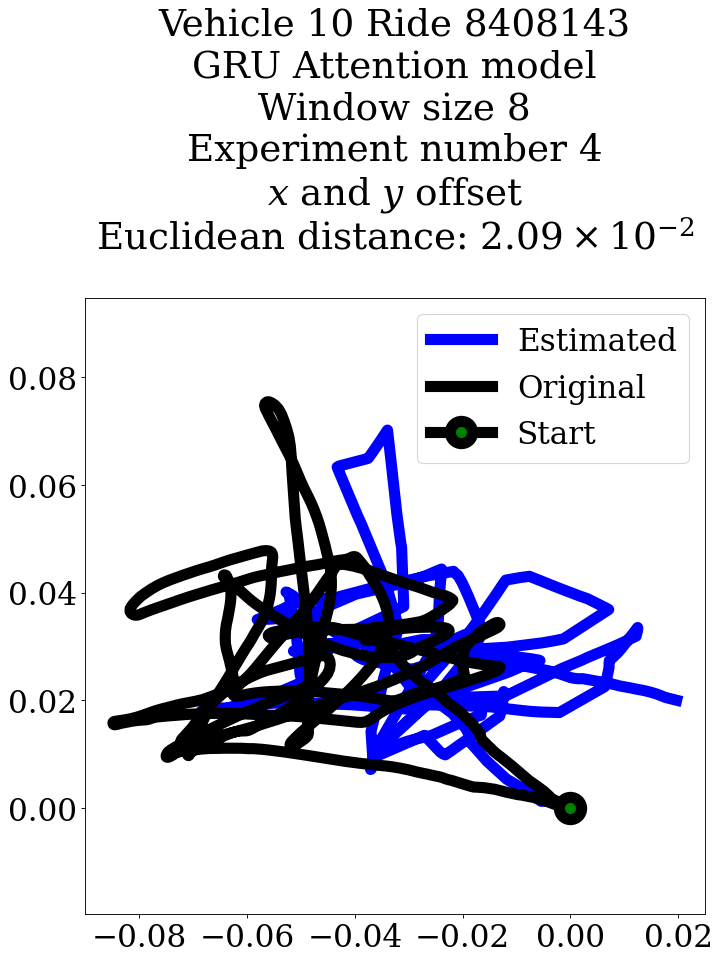 Vehicle 10 Ride 8408143
GRU Attention model
Window size 8
Experiment number 4
x and y offset
Euclidean distance: 2.09 × 10⁻²
Estimated
Original
Start
0.08
0.06
0.04
0.02
0.00
−0.08 −0.06 −0.04 −0.02 0.00 0.02